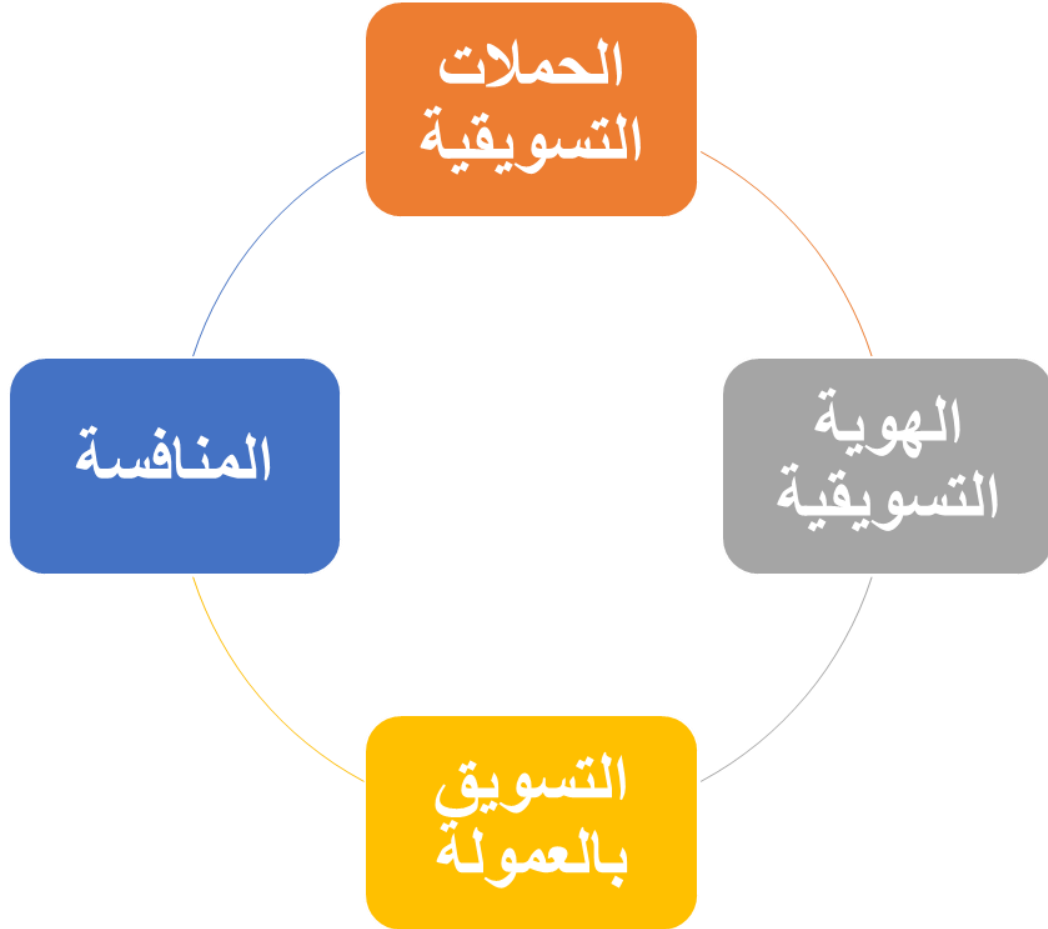 الحملات
التسويقية
الهوية
التسويقية
التسويق
بالعمولة
المنافسة